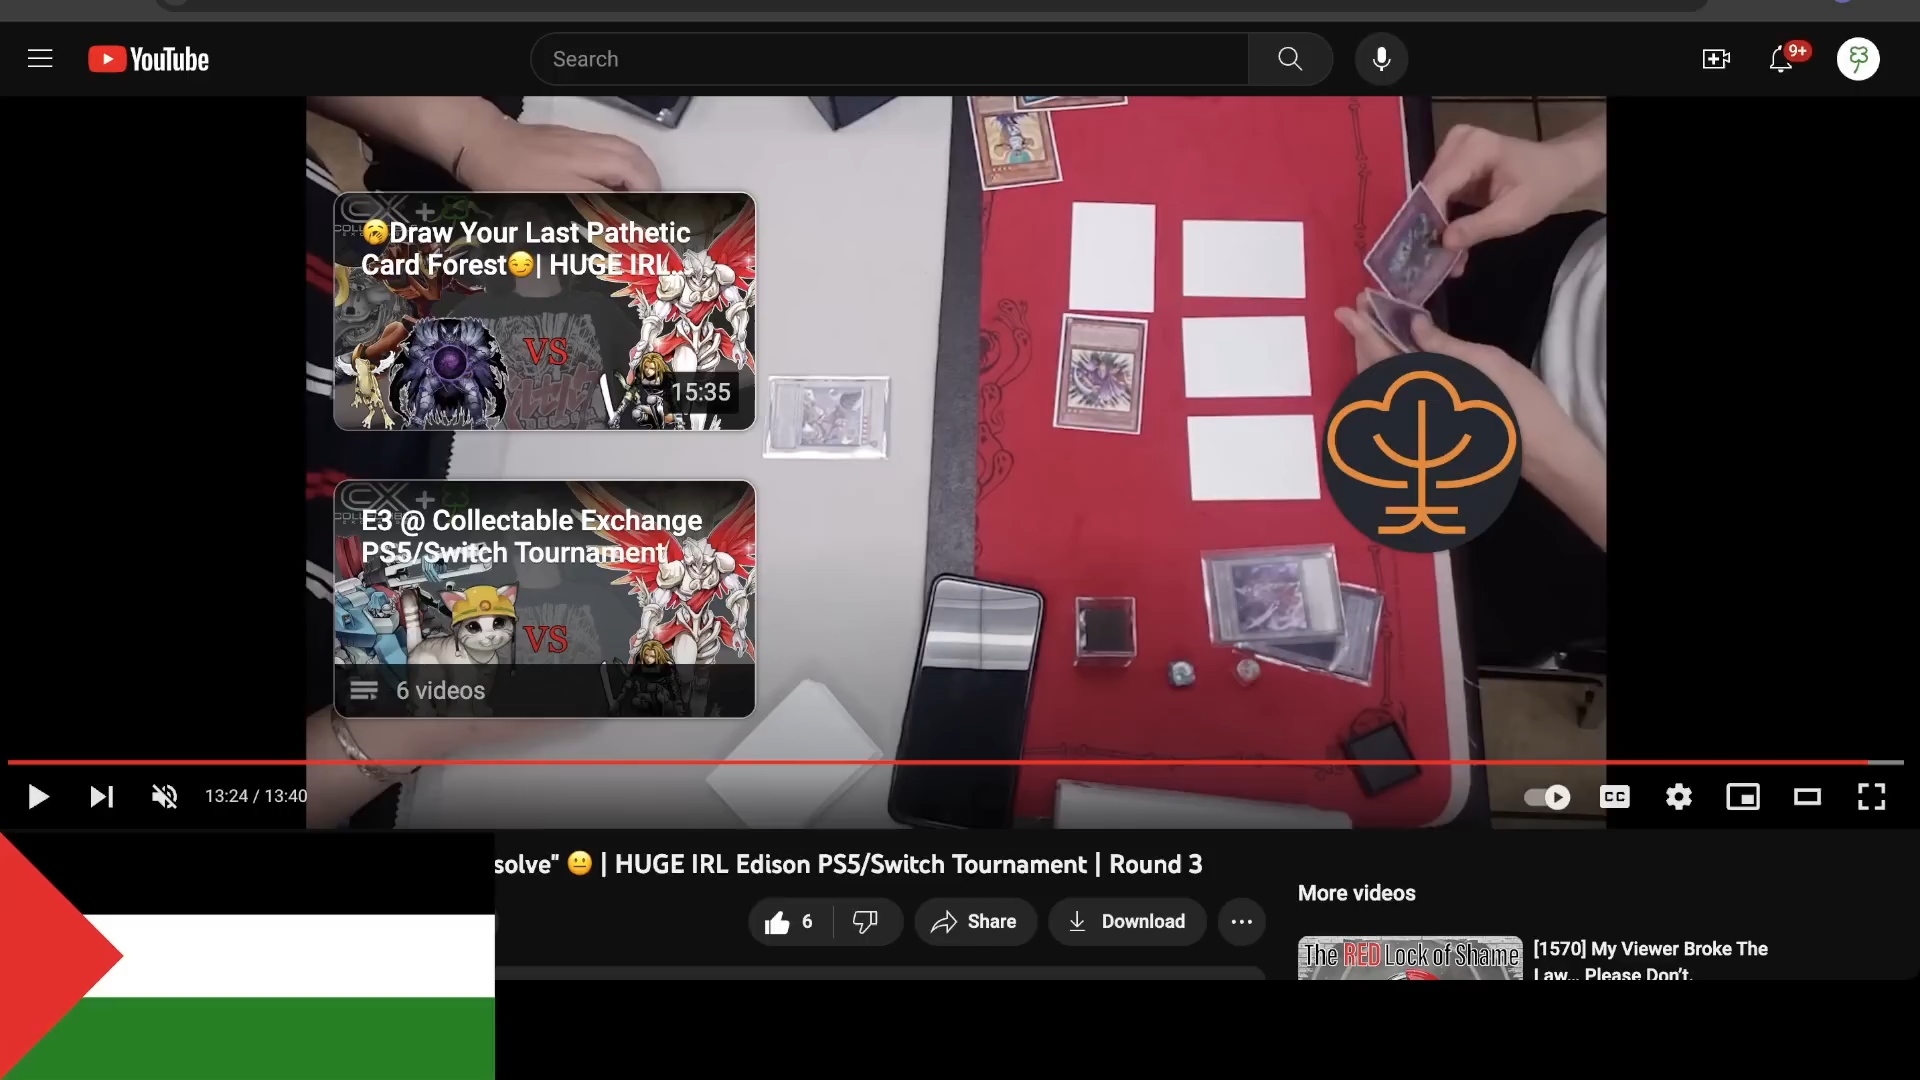 YouTube
Search
9+
🥱Draw Your Last Pathetic
Card Forest😏| HUGE IRL...
VS
15:35
E3 @ Collectable Exchange
PS5/Switch Tournament
VS
6 videos
13:24 / 13:40
CC
solve" 😐 | HUGE IRL Edison PS5/Switch Tournament | Round 3
6
Share
Download
More videos
The RED Lock of Shame
[1570] My Viewer Broke The
Law... Please Don't.